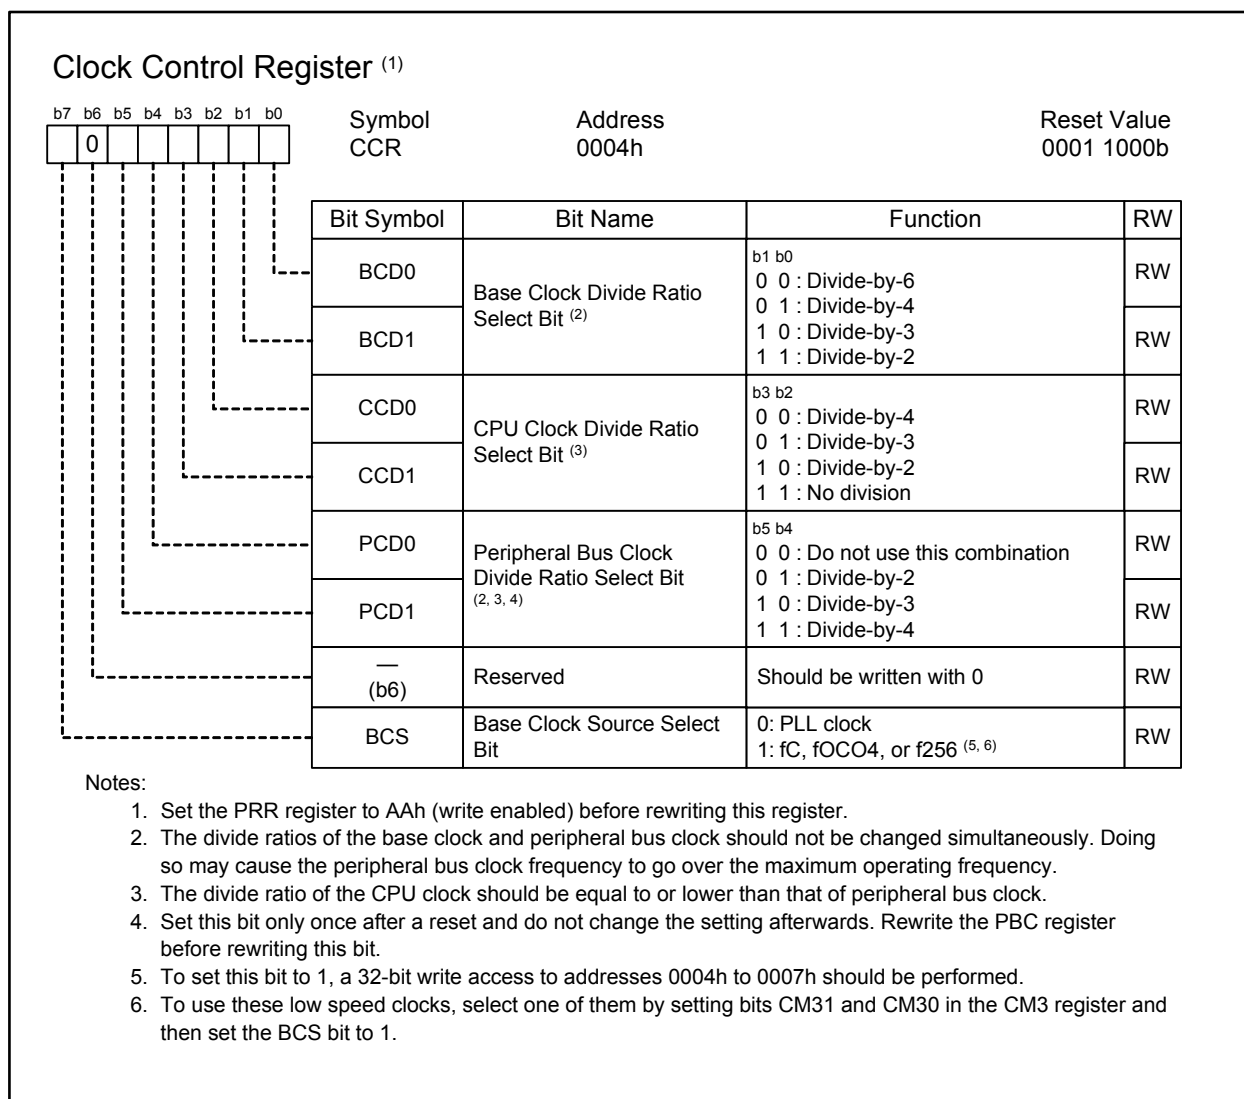 Clock Control Register (1)
b7 b6 b5 b4 b3 b2 b1 b0
0
Symbol Address Reset Value
CCR 0004h 0001 1000b
Bit Symbol Bit Name Function RW
BCD0
BCD1
Base Clock Divide Ratio
Select Bit (2)
b1 b0
0 0 : Divide-by-6
0 1 : Divide-by-4
1 0 : Divide-by-3
1 1 : Divide-by-2
RW
RW
CCD0
CCD1
CPU Clock Divide Ratio
Select Bit (3)
b3 b2
0 0 : Divide-by-4
0 1 : Divide-by-3
1 0 : Divide-by-2
1 1 : No division
RW
RW
PCD0
PCD1
Peripheral Bus Clock
Divide Ratio Select Bit
(2, 3, 4)
b5 b4
0 0 : Do not use this combination
0 1 : Divide-by-2
1 0 : Divide-by-3
1 1 : Divide-by-4
RW
RW
—
(b6)
Reserved
Should be written with 0
RW
BCS
Base Clock Source Select
Bit
0: PLL clock
1: fC, fOCO4, or f256 (5, 6)
RW
Notes:
1. Set the PRR register to AAh (write enabled) before rewriting this register.
2. The divide ratios of the base clock and peripheral bus clock should not be changed simultaneously. Doing
so may cause the peripheral bus clock frequency to go over the maximum operating frequency.
3. The divide ratio of the CPU clock should be equal to or lower than that of peripheral bus clock.
4. Set this bit only once after a reset and do not change the setting afterwards. Rewrite the PBC register
before rewriting this bit.
5. To set this bit to 1, a 32-bit write access to addresses 0004h to 0007h should be performed.
6. To use these low speed clocks, select one of them by setting bits CM31 and CM30 in the CM3 register and
then set the BCS bit to 1.